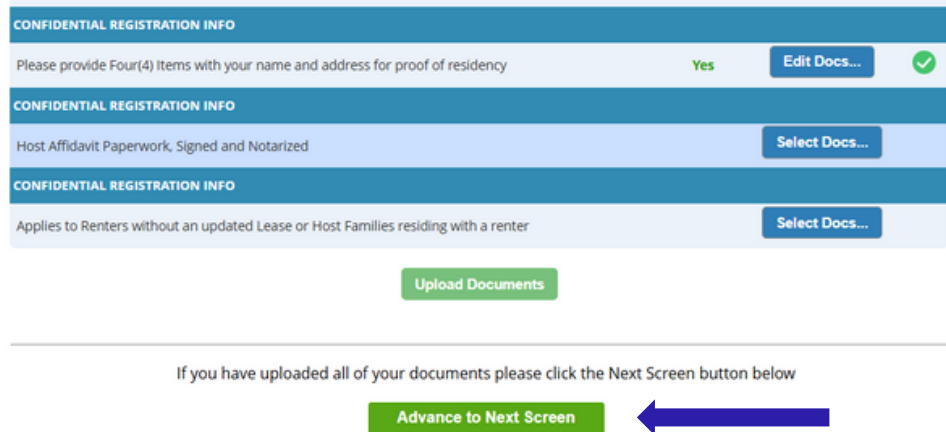 CONFIDENTIAL REGISTRATION INFO
Please provide Four(4) Items with your name and address for proof of residency Yes Edit Docs...
CONFIDENTIAL REGISTRATION INFO
Host Affidavit Paperwork, Signed and Notarized Select Docs...
CONFIDENTIAL REGISTRATION INFO
Applies to Renters without an updated Lease or Host Families residing with a renter Select Docs...
Upload Documents
If you have uploaded all of your documents please click the Next Screen button below
Advance to Next Screen